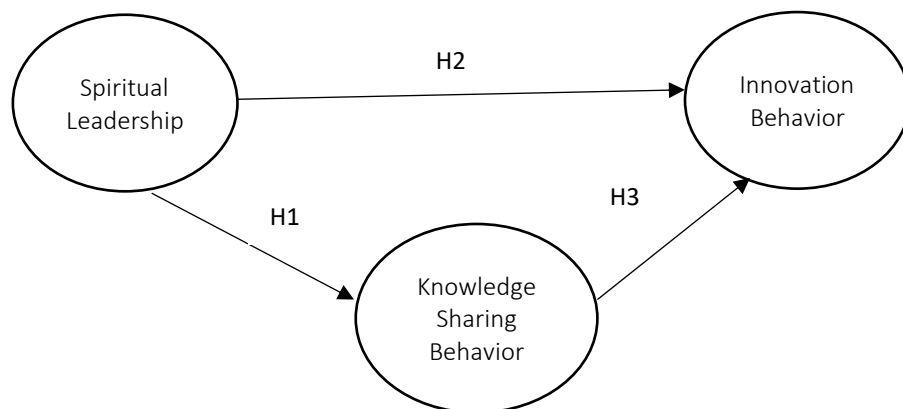 Spiritual
Leadership
H2
Innovation
Behavior
H1
H3
Knowledge
Sharing
Behavior